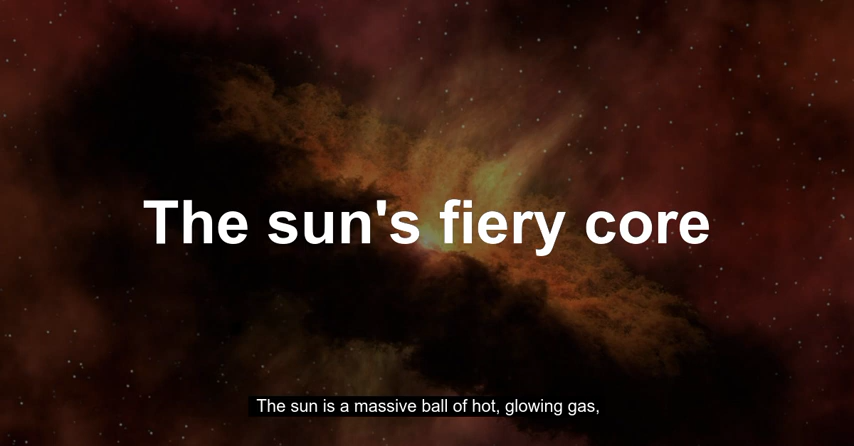 The sun's fiery core
The sun is a massive ball of hot, glowing gas,